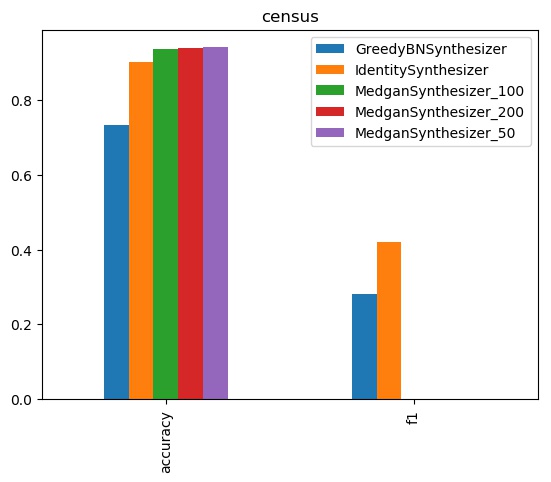 census
GreedyBNSynthesizer
IdentitySynthesizer
MedganSynthesizer_100
MedganSynthesizer_200
MedganSynthesizer_50
0.8
0.6
0.4
0.2
0.0
accuracy
f1